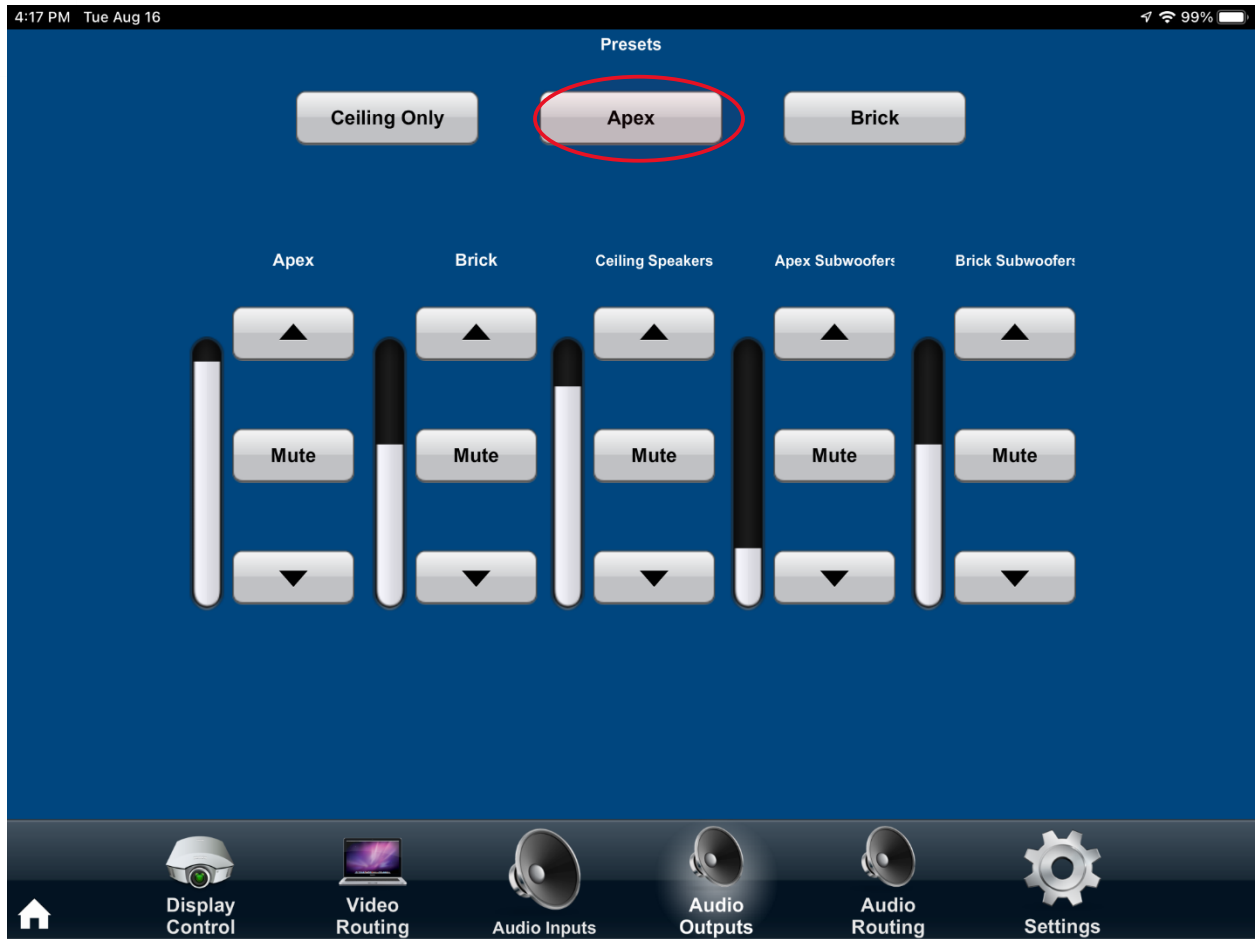 4:17 PM Tue Aug 16 99%
Presets
Ceiling Only Apex Brick
Apex Brick Ceiling Speakers Apex Subwoofers Brick Subwoofers
Mute Mute Mute Mute Mute
Display Control
Video Routing
Audio Inputs
Audio Outputs
Audio Routing
Settings